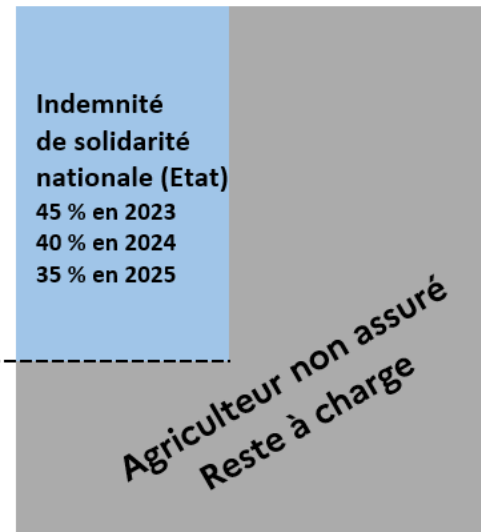 Indemnité
de solidarité
nationale (Etat)
45 % en 2023
40 % en 2024
35 % en 2025
Agriculteur non assuré
Reste à charge